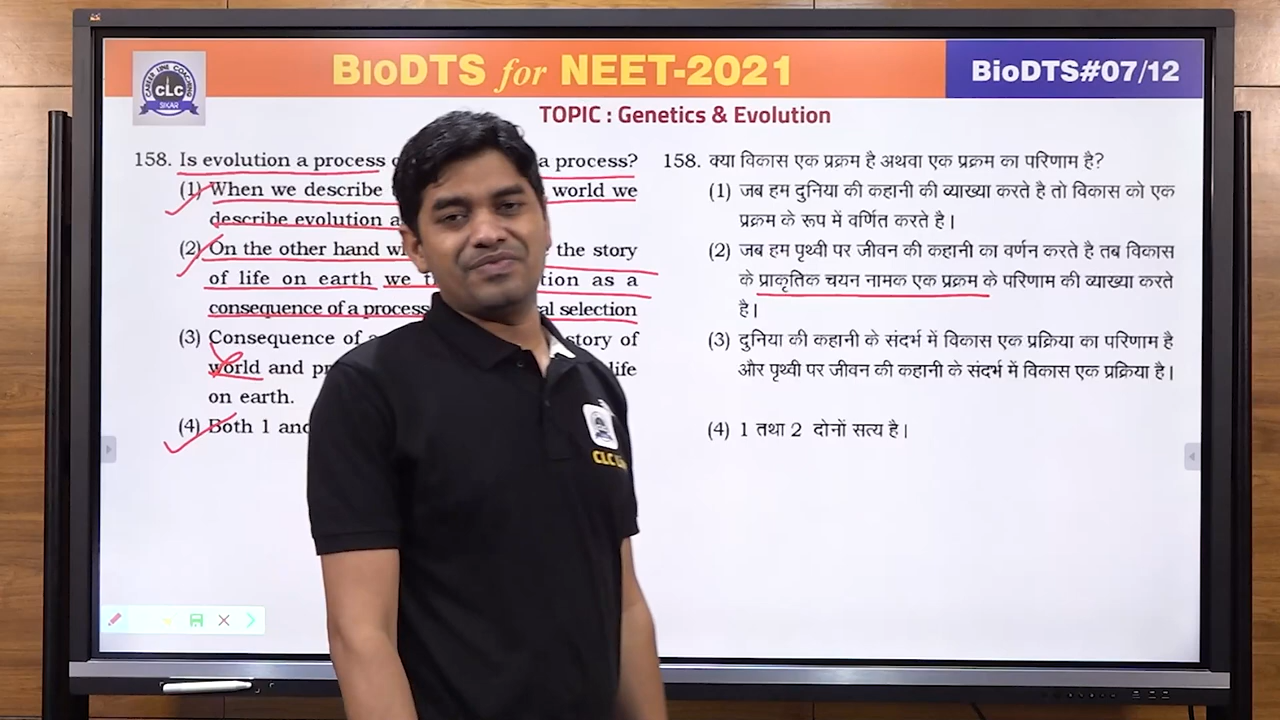 BIODTS for NEET-2021
BioDTS#07/12
CAREER LINE COACHING
CLC
SIKAR
TOPIC : Genetics & Evolution
158. Is evolution a process a process?
(1) When we describe world we
describe evolution a
(2) On the other hand the story
of life on earth we tion as a
consequence of a process al selection
(3) Consequence of story of
world and pr life
on earth.
(4) Both 1 and
158. क्या विकास एक प्रक्रम है अथवा एक प्रक्रम का परिणाम है?
(1) जब हम दुनिया की कहानी की व्याख्या करते है तो विकास को एक
प्रक्रम के रूप में वर्णित करते है।
(2) जब हम पृथ्वी पर जीवन की कहानी का वर्णन करते है तब विकास
के प्राकृतिक चयन नामक एक प्रक्रम के परिणाम की व्याख्या करते
है।
(3) दुनिया की कहानी के संदर्भ में विकास एक प्रक्रिया का परिणाम है
और पृथ्वी पर जीवन की कहानी के संदर्भ में विकास एक प्रक्रिया है।
(4) 1 तथा 2 दोनों सत्य है।
CLC